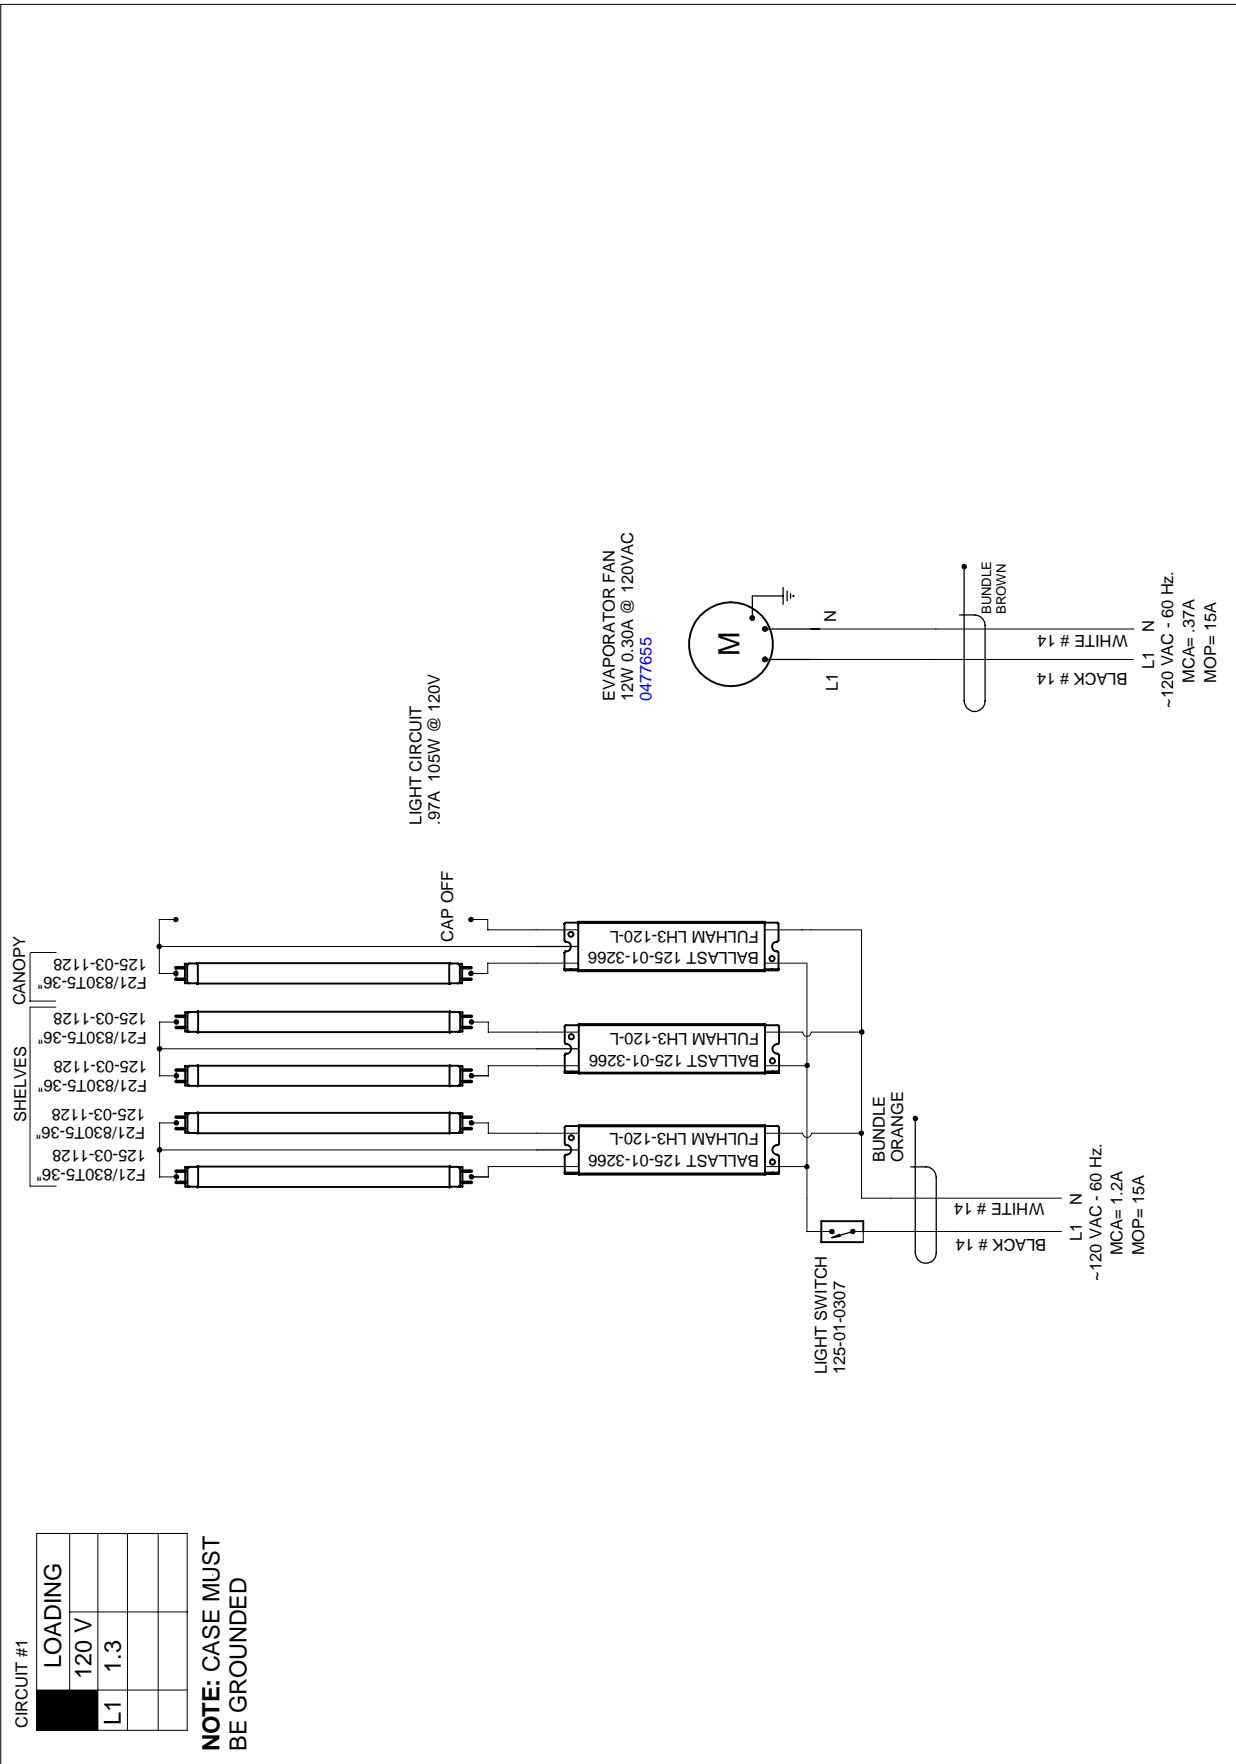 CIRCUIT #1
LOADING
120 V
L1 1.3
NOTE: CASE MUST
BE GROUNDED
SHELVES
CANOPY
F21/830T5-36"
125-03-1128
F21/830T5-36"
125-03-1128
F21/830T5-36"
125-03-1128
F21/830T5-36"
125-03-1128
F21/830T5-36"
125-03-1128
CAP OFF
LIGHT CIRCUIT
.97A 105W @ 120V
BALLAST 125-01-3266
FULHAM LH3-120-L
BALLAST 125-01-3266
FULHAM LH3-120-L
BALLAST 125-01-3266
FULHAM LH3-120-L
LIGHT SWITCH
125-01-0307
BUNDLE
ORANGE
BLACK # 14
WHITE # 14
L1 N
~120 VAC - 60 Hz.
MCA= 1.2A
MOP= 15A
EVAPORATOR FAN
12W 0.30A @ 120VAC
0477655
M
L1 N
BUNDLE
BROWN
BLACK # 14
WHITE # 14
L1 N
~120 VAC - 60 Hz.
MCA= .37A
MOP= 15A